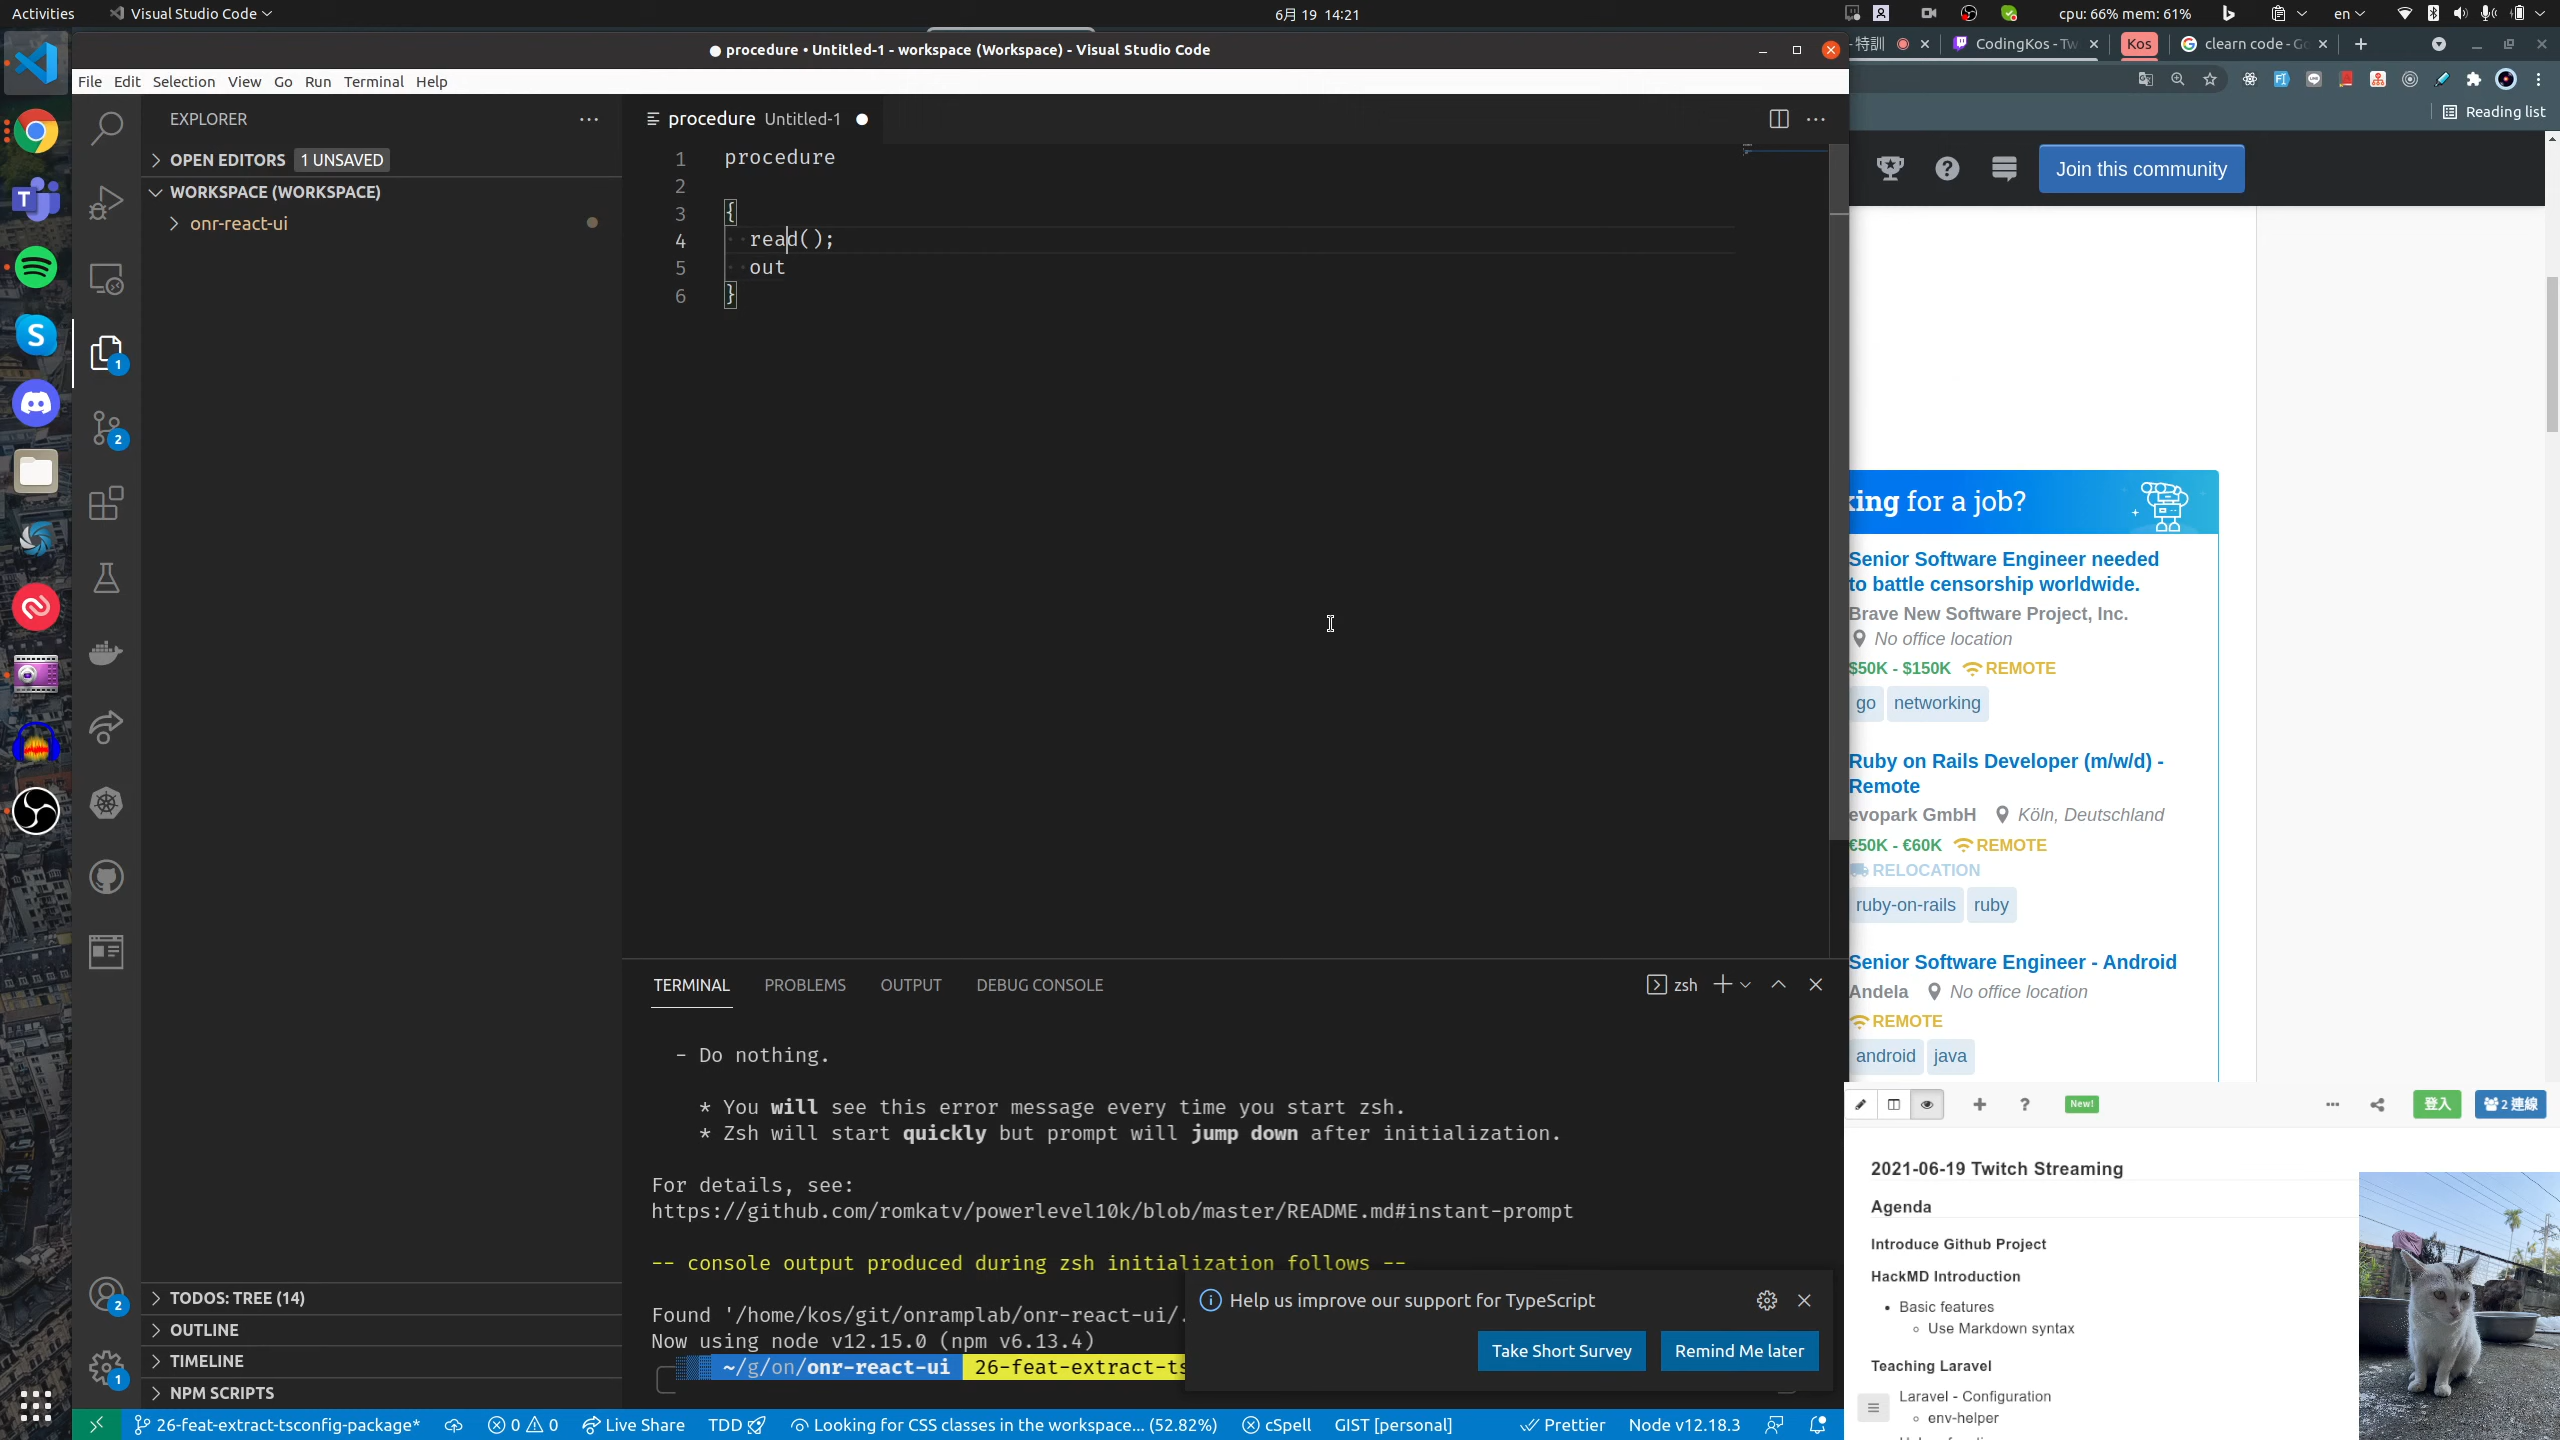 Activities
Visual Studio Code
6月 19 14:21
cpu: 66% mem: 61%
en
procedure • Untitled-1 - workspace (Workspace) - Visual Studio Code
File Edit Selection View Go Run Terminal Help
EXPLORER
OPEN EDITORS 1 UNSAVED
WORKSPACE (WORKSPACE)
onr-react-ui
procedure Untitled-1
1 procedure
2
3 {
4 read();
5 out
6 }
TERMINAL PROBLEMS OUTPUT DEBUG CONSOLE
zsh
- Do nothing.
* You will see this error message every time you start zsh.
* Zsh will start quickly but prompt will jump down after initialization.
For details, see:
https://github.com/romkatv/powerlevel10k/blob/master/README.md#instant-prompt
-- console output produced during zsh initialization follows --
Found '/home/kos/git/onramplab/onr-react-ui/.
Now using node v12.15.0 (npm v6.13.4)
~/g/on/onr-react-ui 26-feat-extract-ts
Help us improve our support for TypeScript
Take Short Survey
Remind Me later
TODOS: TREE (14)
OUTLINE
TIMELINE
NPM SCRIPTS
1
2
2
1
26-feat-extract-tsconfig-package*
0 0
Live Share
TDD
Looking for CSS classes in the workspace... (52.82%)
cSpell
GIST [personal]
Prettier
Node v12.18.3
- 特訓
CodingKos - Tw
Kos
clearn code - Go
Reading list
Join this community
king for a job?
Senior Software Engineer needed
to battle censorship worldwide.
Brave New Software Project, Inc.
No office location
$50K - $150K REMOTE
go networking
Ruby on Rails Developer (m/w/d) -
Remote
evopark GmbH Köln, Deutschland
€50K - €60K REMOTE
RELOCATION
ruby-on-rails ruby
Senior Software Engineer - Android
Andela No office location
REMOTE
android java
New!
登入
2 連線
2021-06-19 Twitch Streaming
Agenda
Introduce Github Project
HackMD Introduction
Basic features
Use Markdown syntax
Teaching Laravel
Laravel - Configuration
env-helper